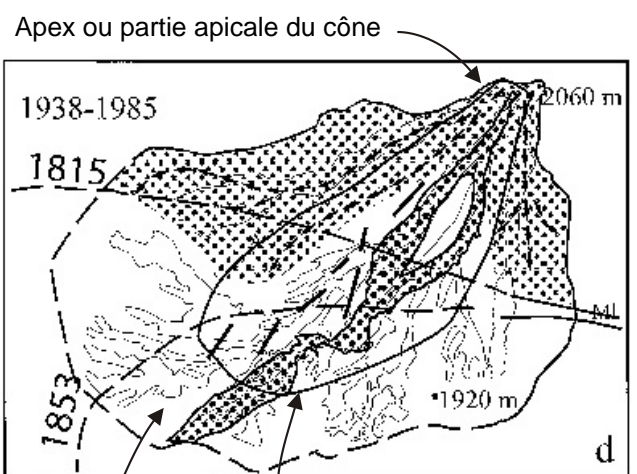 Apex ou partie apicale du cône
2060 m
1938-1985
1815
Ml
1920 m
1853
d